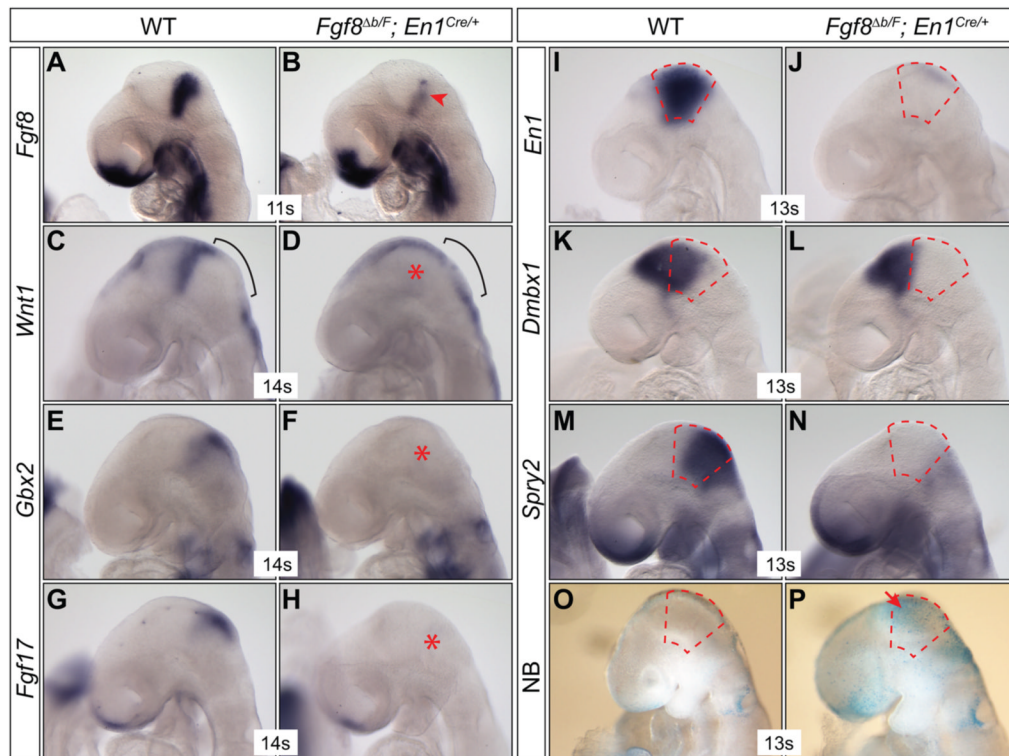 WT
Fgf8Δb/F; En1Cre/+
WT
Fgf8Δb/F; En1Cre/+
Fgf8
A
B
11s
Wnt1
C
D
*
14s
Gbx2
E
F
*
14s
Fgf17
G
H
*
14s
En1
I
J
13s
Dmbx1
K
L
13s
Spry2
M
N
13s
NB
O
P
13s